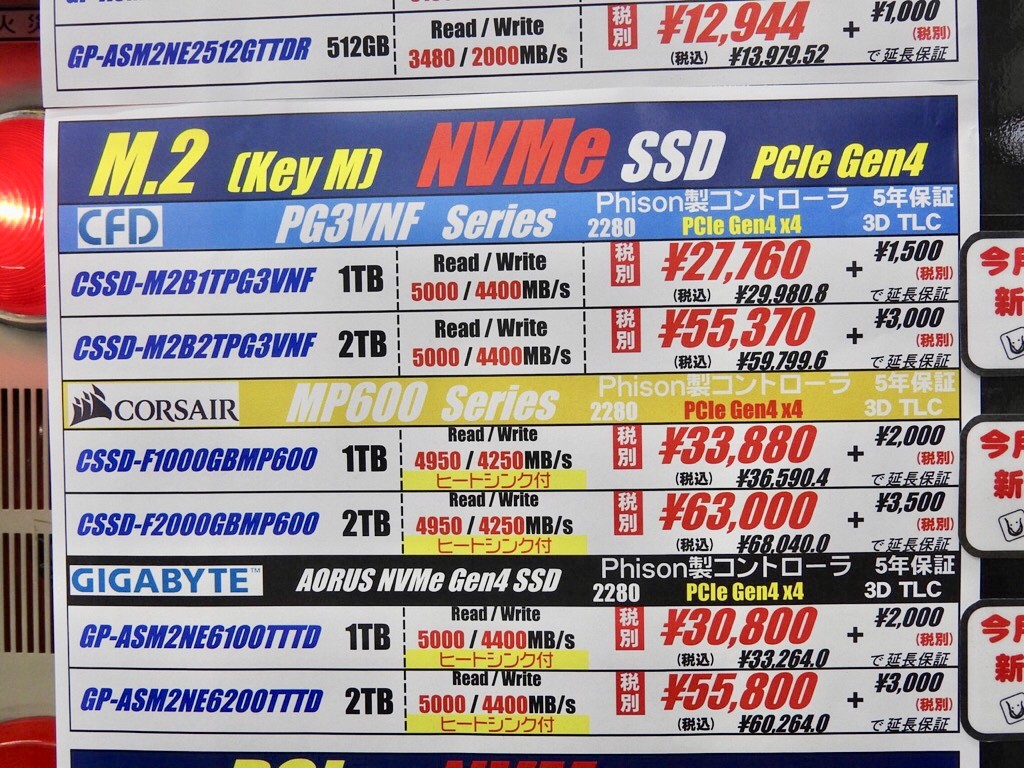 GP-ASM2NE2512GTTDR 512GB Read / Write 3480 / 2000MB/s 税別 ¥12,944 (税込) ¥13,979.52 + ¥1,000 (税別) で延長保証
M.2 (Key M) NVMe SSD PCIe Gen4
CFD PG3VNF Series Phison製コントローラ 5年保証
2280 PCIe Gen4 x4 3D TLC
CSSD-M2B1TPG3VNF 1TB Read / Write 5000 / 4400MB/s 税別 ¥27,760 (税込) ¥29,980.8 + ¥1,500 (税別) で延長保証
CSSD-M2B2TPG3VNF 2TB Read / Write 5000 / 4400MB/s 税別 ¥55,370 (税込) ¥59,799.6 + ¥3,000 (税別) で延長保証
CORSAIR MP600 Series Phison製コントローラ 5年保証
2280 PCIe Gen4 x4 3D TLC
CSSD-F1000GBMP600 1TB Read / Write 4950 / 4250MB/s ヒートシンク付 税別 ¥33,880 (税込) ¥36,590.4 + ¥2,000 (税別) で延長保証
CSSD-F2000GBMP600 2TB Read / Write 4950 / 4250MB/s ヒートシンク付 税別 ¥63,000 (税込) ¥68,040.0 + ¥3,500 (税別) で延長保証
GIGABYTE™ AORUS NVMe Gen4 SSD Phison製コントローラ 5年保証
2280 PCIe Gen4 x4 3D TLC
GP-ASM2NE6100TTTD 1TB Read / Write 5000 / 4400MB/s ヒートシンク付 税別 ¥30,800 (税込) ¥33,264.0 + ¥2,000 (税別) で延長保証
GP-ASM2NE6200TTTD 2TB Read / Write 5000 / 4400MB/s ヒートシンク付 税別 ¥55,800 (税込) ¥60,264.0 + ¥3,000 (税別) で延長保証
今月
新
今月
新
今月
新